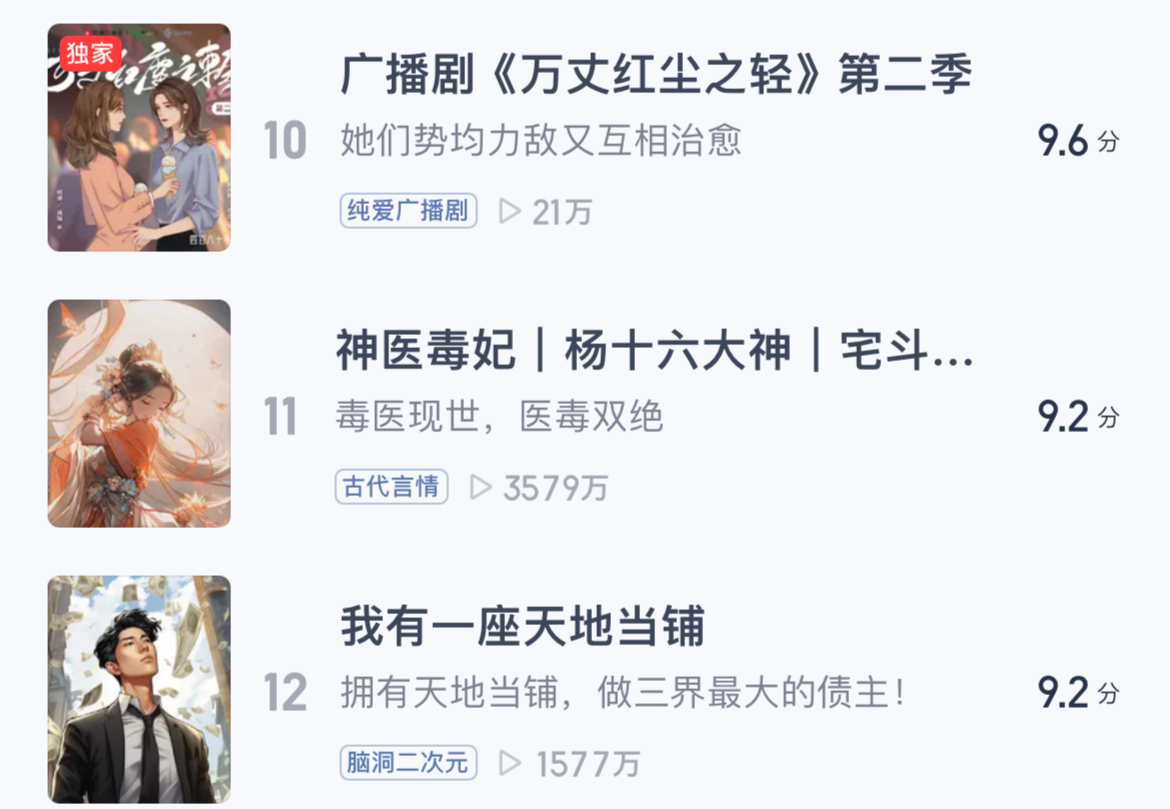 独家
广播剧《万丈红尘之轻》第二季
10
她们势均力敌又互相治愈
9.6分
纯爱广播剧
21万
神医毒妃｜杨十六大神｜宅斗...
11
毒医现世，医毒双绝
9.2分
古代言情
3579万
我有一座天地当铺
12
拥有天地当铺，做三界最大的债主！
9.2分
脑洞二次元
1577万